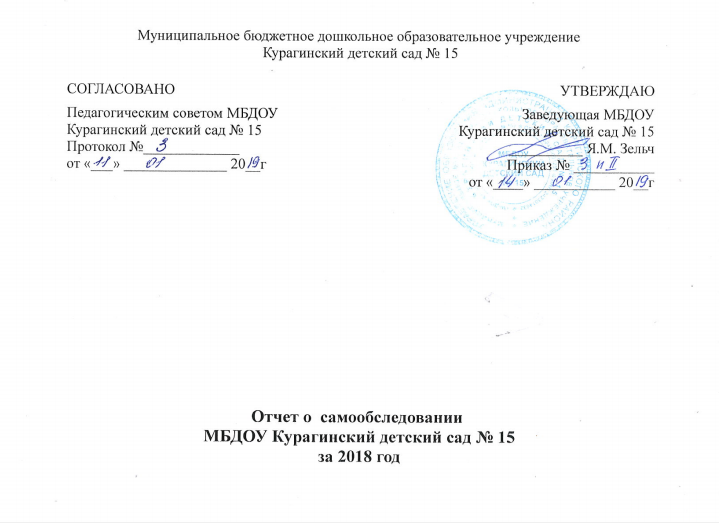 Муниципальное бюджетное дошкольное образовательное учреждение
Курагинский детский сад № 15
СОГЛАСОВАНО
Педагогическим советом МБДОУ
Курагинский детский сад № 15
Протокол № 3
от «11» 01 2019г
УТВЕРЖДАЮ
Заведующая МБДОУ
Курагинский детский сад № 15
Я.М. Зельч
Приказ № 3 и II
от «14» 01 2019г
Отчет о самообследовании
МБДОУ Курагинский детский сад № 15
за 2018 год